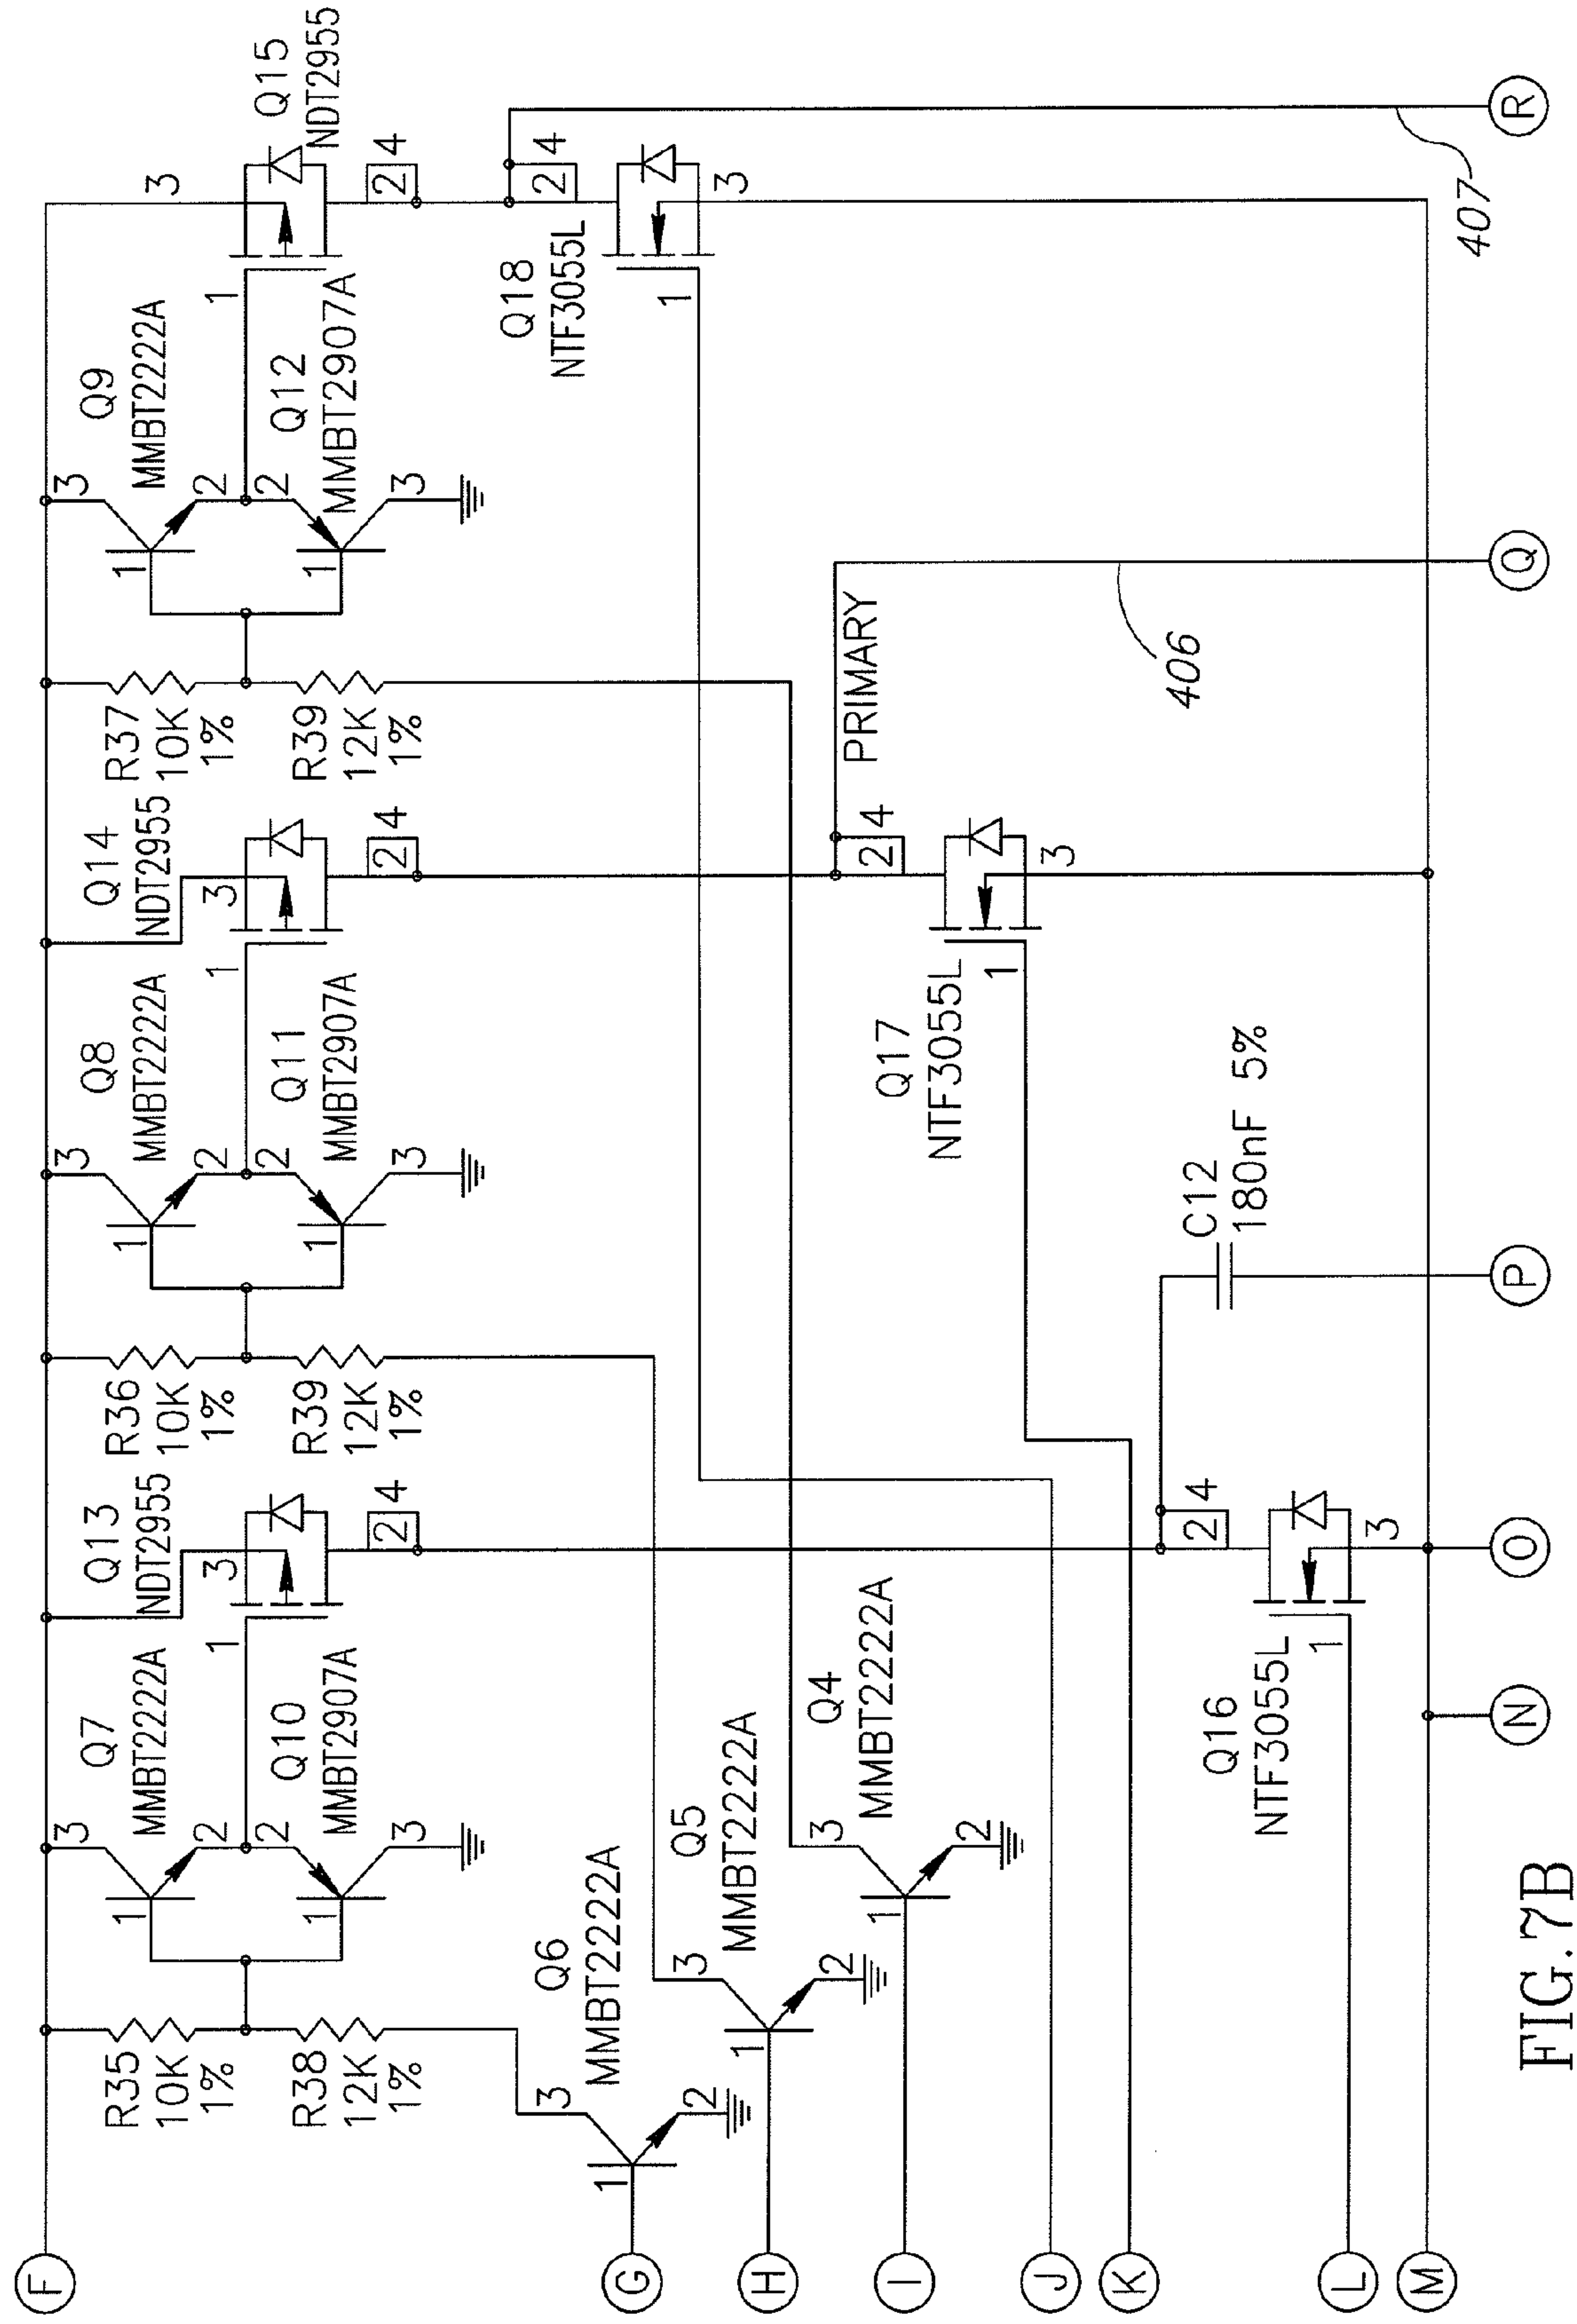 F
R35
10K
1%
R38
12K
1%
3
1
Q7
MMBT2222A
2
2
Q10
MMBT2907A
1
3
Q13
NDT2955
3
1
2
4
R36
10K
1%
R39
12K
1%
3
1
Q8
MMBT2222A
2
2
Q11
MMBT2907A
1
3
Q14
NDT2955
3
1
2
4
R37
10K
1%
R39
12K
1%
3
1
Q9
MMBT2222A
2
2
Q12
MMBT2907A
1
3
Q15
NDT2955
3
1
2
4
2
4
Q18
NTF3055L
1
3
G
1
3
2
Q6
MMBT2222A
H
1
3
2
Q5
MMBT2222A
I
1
3
2
Q4
MMBT2222A
PRIMARY
2
4
Q17
NTF3055L
1
3
J
K
C12
180nF 5%
2
4
Q16
NTF3055L
1
3
L
M
406
407
N
O
P
Q
R
FIG. 7B